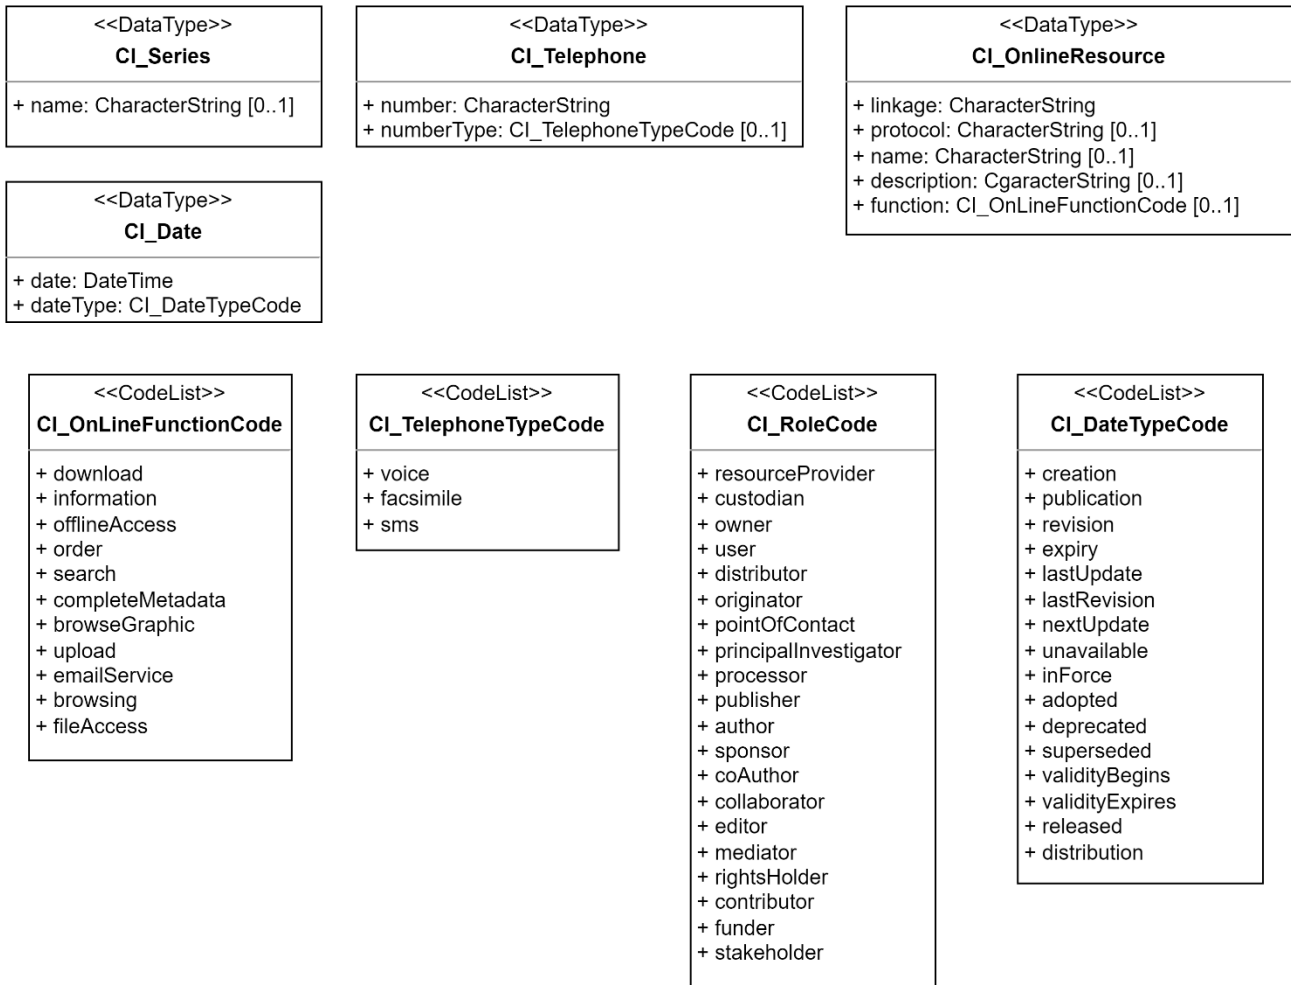 <<DataType>>
CI_Series
+ name: CharacterString [0..1]
<<DataType>>
CI_Telephone
+ number: CharacterString
+ numberType: CI_TelephoneTypeCode [0..1]
<<DataType>>
CI_OnlineResource
+ linkage: CharacterString
+ protocol: CharacterString [0..1]
+ name: CharacterString [0..1]
+ description: CgaracterString [0..1]
+ function: CI_OnLineFunctionCode [0..1]
<<DataType>>
CI_Date
+ date: DateTime
+ dateType: CI_DateTypeCode
<<CodeList>>
CI_OnLineFunctionCode
+ download
+ information
+ offlineAccess
+ order
+ search
+ completeMetadata
+ browseGraphic
+ upload
+ emailService
+ browsing
+ fileAccess
<<CodeList>>
CI_TelephoneTypeCode
+ voice
+ facsimile
+ sms
<<CodeList>>
CI_RoleCode
+ resourceProvider
+ custodian
+ owner
+ user
+ distributor
+ originator
+ pointOfContact
+ principalInvestigator
+ processor
+ publisher
+ author
+ sponsor
+ coAuthor
+ collaborator
+ editor
+ mediator
+ rightsHolder
+ contributor
+ funder
+ stakeholder
<<CodeList>>
CI_DateTypeCode
+ creation
+ publication
+ revision
+ expiry
+ lastUpdate
+ lastRevision
+ nextUpdate
+ unavailable
+ inForce
+ adopted
+ deprecated
+ superseded
+ validityBegins
+ validityExpires
+ released
+ distribution